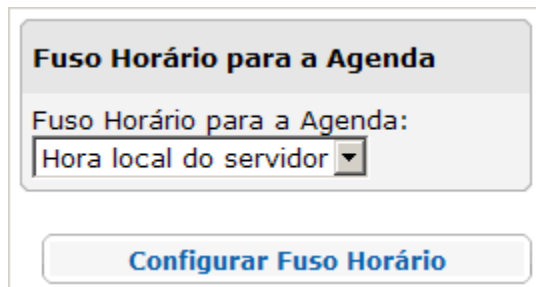 Fuso Horário para a Agenda
Fuso Horário para a Agenda:
Hora local do servidor
Configurar Fuso Horário